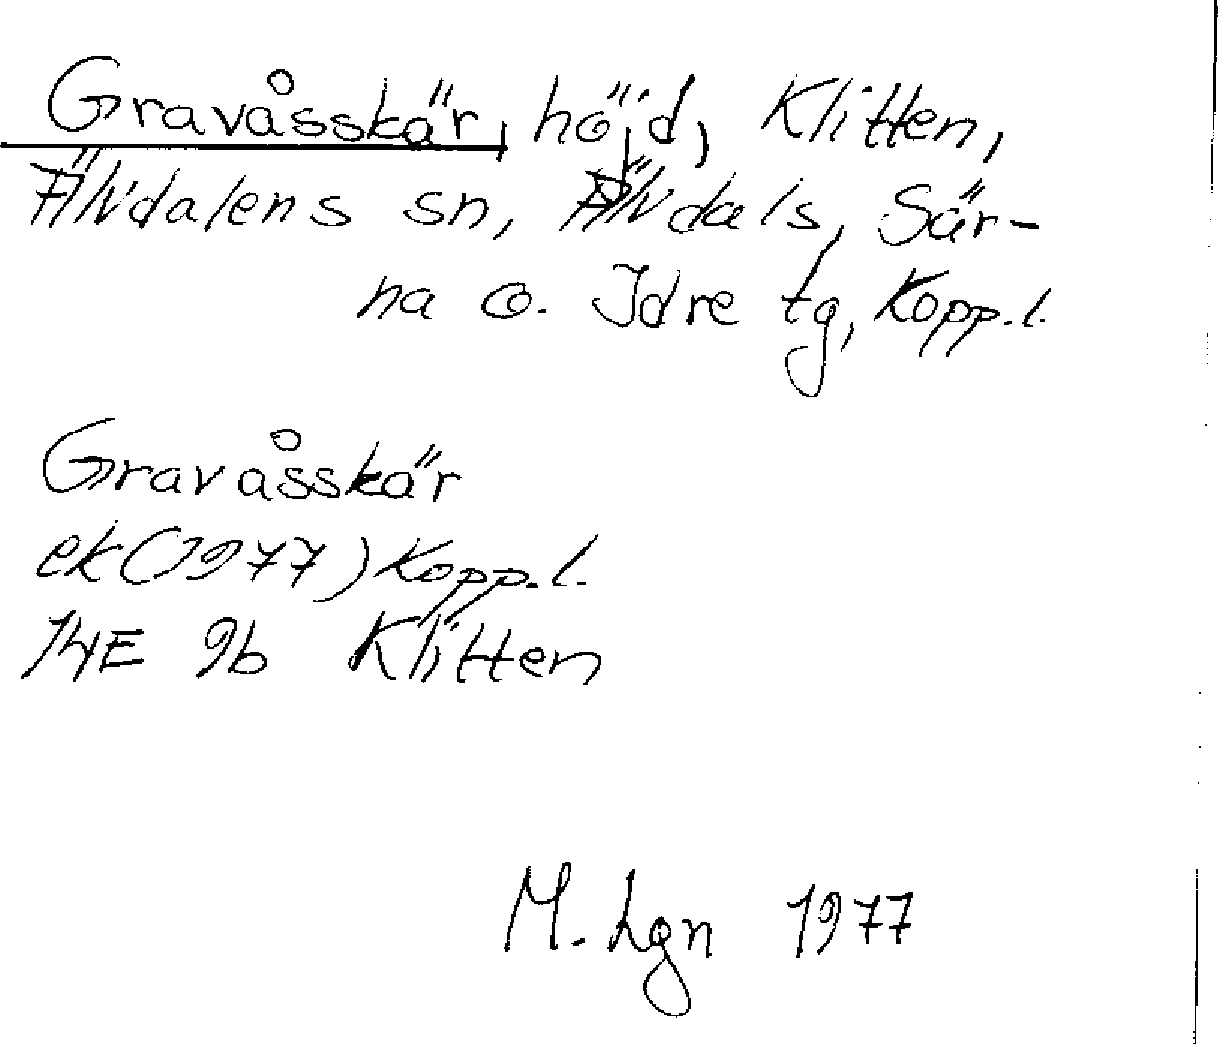 Gravåsskär, höjd, Klitten,
Älvdalens sn, Älvdals, Sär-
na o. Idre tg, Kopp.l.
Gravåsskär
ek(1977)Kopp.l.
14E 9b Klitten
M. Lgn 1977